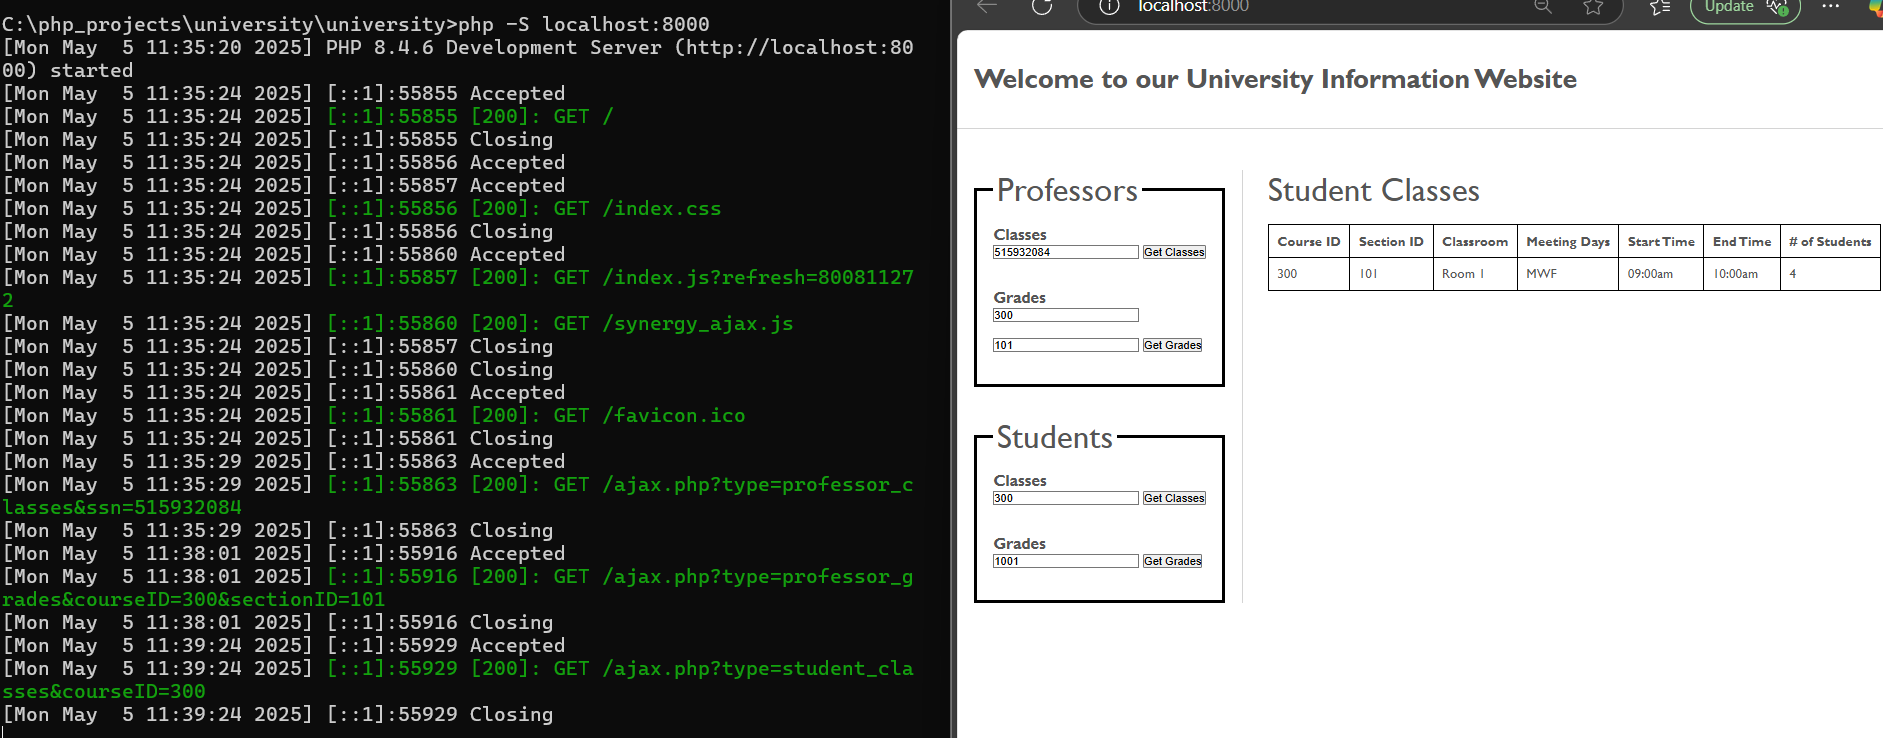 C:\php_projects\university\university>php -S localhost:8000
[Mon May  5 11:35:20 2025] PHP 8.4.6 Development Server (http://localhost:80
00) started
[Mon May  5 11:35:24 2025] [::1]:55855 Accepted
[Mon May  5 11:35:24 2025] [::1]:55855 [200]: GET /
[Mon May  5 11:35:24 2025] [::1]:55855 Closing
[Mon May  5 11:35:24 2025] [::1]:55856 Accepted
[Mon May  5 11:35:24 2025] [::1]:55857 Accepted
[Mon May  5 11:35:24 2025] [::1]:55856 [200]: GET /index.css
[Mon May  5 11:35:24 2025] [::1]:55856 Closing
[Mon May  5 11:35:24 2025] [::1]:55860 Accepted
[Mon May  5 11:35:24 2025] [::1]:55857 [200]: GET /index.js?refresh=80081127
2
[Mon May  5 11:35:24 2025] [::1]:55860 [200]: GET /synergy_ajax.js
[Mon May  5 11:35:24 2025] [::1]:55857 Closing
[Mon May  5 11:35:24 2025] [::1]:55860 Closing
[Mon May  5 11:35:24 2025] [::1]:55861 Accepted
[Mon May  5 11:35:24 2025] [::1]:55861 [200]: GET /favicon.ico
[Mon May  5 11:35:24 2025] [::1]:55861 Closing
[Mon May  5 11:35:29 2025] [::1]:55863 Accepted
[Mon May  5 11:35:29 2025] [::1]:55863 [200]: GET /ajax.php?type=professor_c
lasses&ssn=515932084
[Mon May  5 11:35:29 2025] [::1]:55863 Closing
[Mon May  5 11:38:01 2025] [::1]:55916 Accepted
[Mon May  5 11:38:01 2025] [::1]:55916 [200]: GET /ajax.php?type=professor_g
rades&courseID=300&sectionID=101
[Mon May  5 11:38:01 2025] [::1]:55916 Closing
[Mon May  5 11:39:24 2025] [::1]:55929 Accepted
[Mon May  5 11:39:24 2025] [::1]:55929 [200]: GET /ajax.php?type=student_cla
sses&courseID=300
[Mon May  5 11:39:24 2025] [::1]:55929 Closing
localhost:8000
Update
Welcome to our University Information Website
Professors
Classes
515932084 Get Classes
Grades
300
101 Get Grades
Students
Classes
300 Get Classes
Grades
1001 Get Grades
Student Classes
Course ID Section ID Classroom Meeting Days Start Time End Time # of Students
300 101 Room 1 MWF 09:00am 10:00am 4